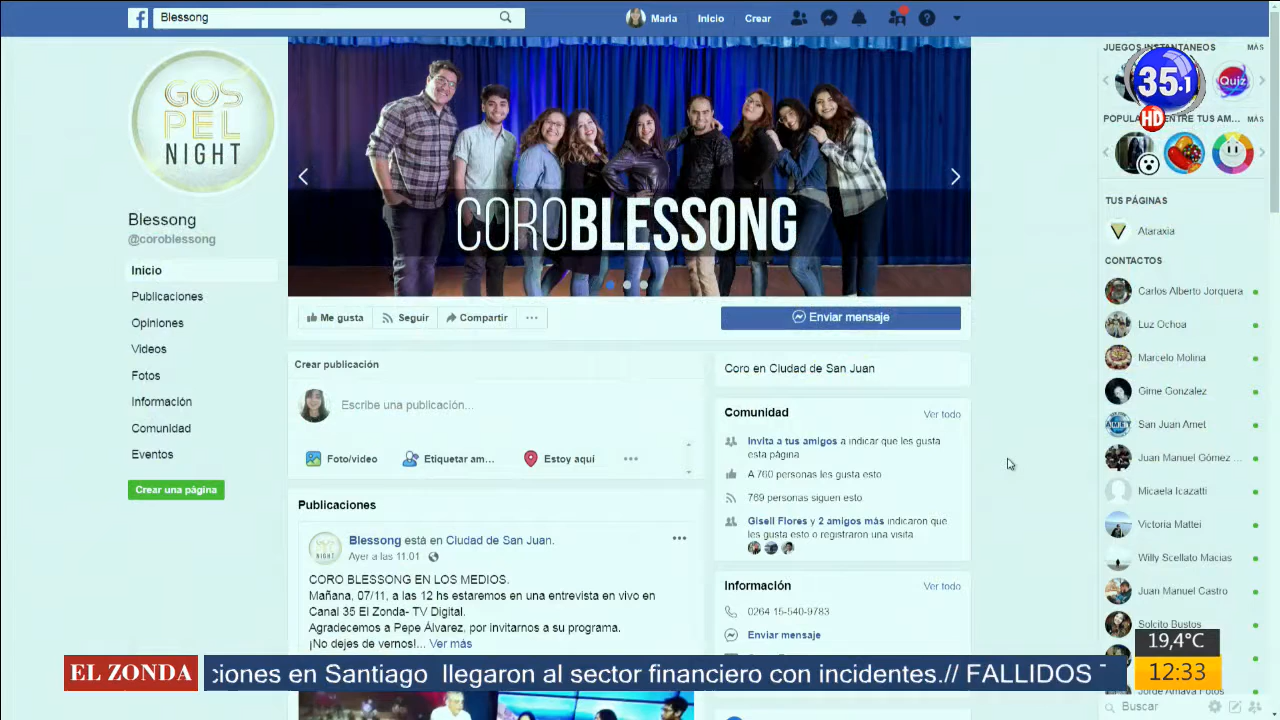 Blessong
Marla
Inicio
Crear
GOS
PEL
NIGHT
Blessong
@coroblessong
Inicio
Publicaciones
Opiniones
Videos
Fotos
Información
Comunidad
Eventos
Crear una página
COROBLESSONG
Me gusta
Seguir
Compartir
Enviar mensaje
Crear publicación
Escribe una publicación...
Foto/video
Etiquetar am...
Estoy aquí
Publicaciones
Blessong está en Ciudad de San Juan.
Ayer a las 11:01
CORO BLESSONG EN LOS MEDIOS.
Mañana, 07/11, a las 12 hs estaremos en una entrevista en vivo en
Canal 35 El Zonda- TV Digital.
Agradecemos a Pepe Álvarez, por invitarnos a su programa.
¡No dejes de vernos!... Ver más
Coro en Ciudad de San Juan
Comunidad
Ver todo
Invita a tus amigos a indicar que les gusta
esta página
A 760 personas les gusta esto
769 personas siguen esto
Gisell Flores y 2 amigos más indicaron que
les gusta esto o registraron una visita
Información
Ver todo
0264 15-540-9783
Enviar mensaje
JUEGOS INSTANTÁNEOS
MÁS
35.1
HD
Quiz
ENTRE TUS AM...
MÁS
TUS PÁGINAS
Ataraxia
CONTACTOS
Carlos Alberto Jorquera
Luz Ochoa
Marcelo Molina
Gime Gonzalez
San Juan Amet
Juan Manuel Gómez ...
Micaela Icazatti
Victoria Mattei
Willy Scellato Macias
Juan Manuel Castro
Solcito Bustos
Buscar
19,4°C
12:33
EL ZONDA
ciones en Santiago llegaron al sector financiero con incidentes.// FALLIDOS